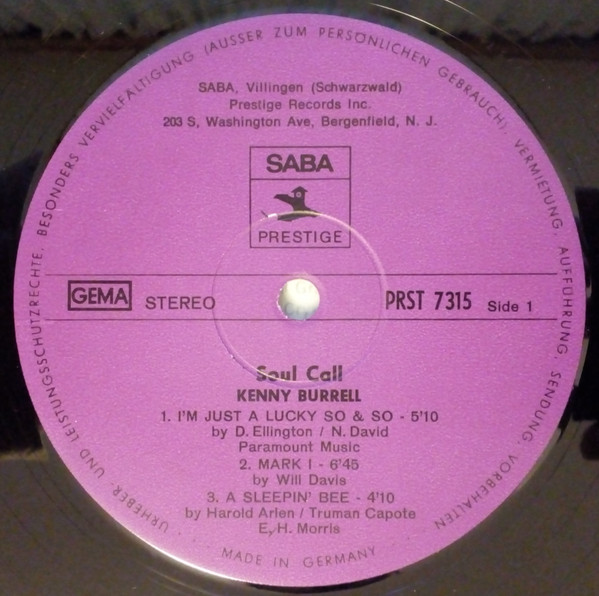 URHEBER- UND LEISTUNGSSCHUTZRECHTE, BESONDERS VERVIELFÄLTIGUNG (AUSSER ZUM PERSÖNLICHEN GEBRAUCH), VERMIETUNG, AUFFÜHRUNG, SENDUNG, VORBEHALTEN
SABA, Villingen (Schwarzwald)
Prestige Records Inc.
203 S, Washington Ave, Bergenfield, N. J.
SABA
PRESTIGE
GEMA STEREO PRST 7315 Side 1
Soul Call
KENNY BURRELL
1. I'M JUST A LUCKY SO & SO - 5'10
by D. Ellington / N. David
Paramount Music
2. MARK I - 6'45
by Will Davis
3. A SLEEPIN' BEE - 4'10
by Harold Arlen / Truman Capote
E. H. Morris
MADE IN GERMANY